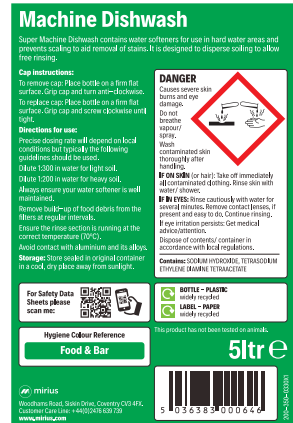 Machine Dishwash
Super Machine Dishwash contains water softeners for use in hard water areas and
prevents scaling to aid removal of stains. It is designed to disperse soiling to allow
free rinsing.
Cap instructions:
To remove cap: Place bottle on a firm flat
surface. Grip cap and turn anti-clockwise.
To replace cap: Place bottle on a firm flat
surface. Grip cap and screw clockwise until
tight.
Directions for use:
Precise dosing rate will depend on local
conditions but typically the following
guidelines should be used.
Dilute 1:300 in water for light soil.
Dilute 1:200 in water for heavy soil.
Always ensure your water softener is well
maintained.
Remove build-up of food debris from the
filters at regular intervals.
Ensure the rinse section is running at the
correct temperature (70°C).
Avoid contact with aluminium and its alloys.
Storage: Store sealed in original container
in a cool, dry place away from sunlight.
DANGER
Causes severe skin
burns and eye
damage.
Do not
breathe
vapour/
spray.
Wash
contaminated skin
thoroughly after
handling.
IF ON SKIN (or hair): Take off immediately
all contaminated clothing. Rinse skin with
water/ shower.
IF IN EYES: Rinse cautiously with water for
several minutes. Remove contact lenses, if
present and easy to do, Continue rinsing.
If eye irritation persists: Get medical
advice/attention.
Dispose of contents/ container in
accordance with local regulations.
Contains: SODIUM HYDROXIDE, TETRASODIUM
ETHYLENE DIAMINE TETRAACETATE
For Safety Data
Sheets please
scan me:
BOTTLE - PLASTIC
widely recycled
LABEL - PAPER
widely recycled
This product has not been tested on animals.
Hygiene Colour Reference
Food & Bar
5ltr e
mirius
Woodhams Road, Siskin Drive, Coventry CV3 4FX.
Customer Care Line: +44(0)2476 639 739
www.mirius.com
5 036383 000646